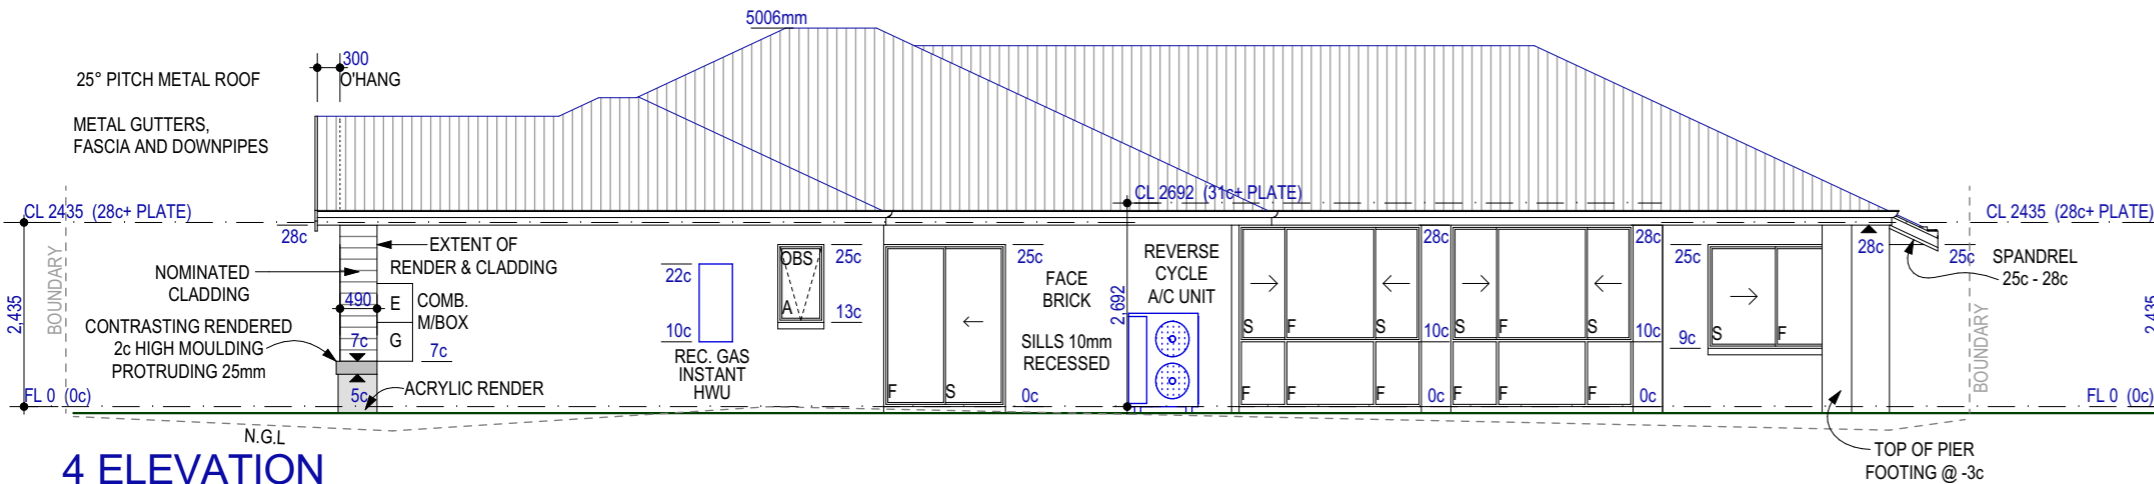 5006mm
300
O'HANG
25° PITCH METAL ROOF
METAL GUTTERS,
FASCIA AND DOWNPIPES
CL 2435 (28c+ PLATE)
CL 2692 (31c+ PLATE)
CL 2435 (28c+ PLATE)
2,435
BOUNDARY
28c
EXTENT OF
RENDER & CLADDING
NOMINATED
CLADDING
490
E
G
COMB.
M/BOX
7c
7c
CONTRASTING RENDERED
2c HIGH MOULDING
PROTRUDING 25mm
5c
ACRYLIC RENDER
FL 0 (0c)
N.G.L
22c
10c
REC. GAS
INSTANT
HWU
OBS
A
25c
13c
F
S
25c
0c
FACE
BRICK
SILLS 10mm
RECESSED
2,692
REVERSE
CYCLE
A/C UNIT
S
F
S
F
F
F
28c
10c
0c
S
F
S
F
F
F
28c
10c
0c
25c
9c
S
F
28c
25c
SPANDREL
25c - 28c
BOUNDARY
2,435
FL 0 (0c)
TOP OF PIER
FOOTING @ -3c
4 ELEVATION